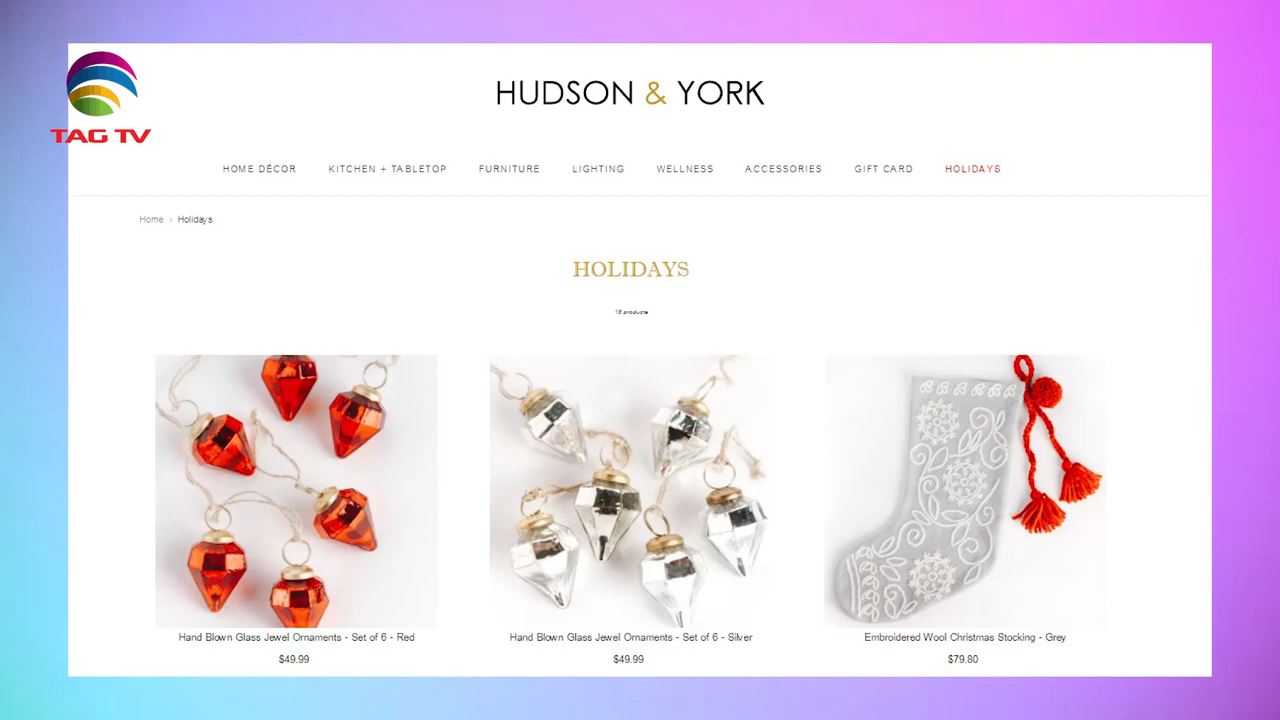 TAG TV
HUDSON & YORK
HOME DÉCOR KITCHEN + TABLETOP FURNITURE LIGHTING WELLNESS ACCESSORIES GIFT CARD HOLIDAYS
Home › Holidays
HOLIDAYS
products
Hand Blown Glass Jewel Ornaments - Set of 6 - Red
$49.99
Hand Blown Glass Jewel Ornaments - Set of 6 - Silver
$49.99
Embroidered Wool Christmas Stocking - Grey
$79.80